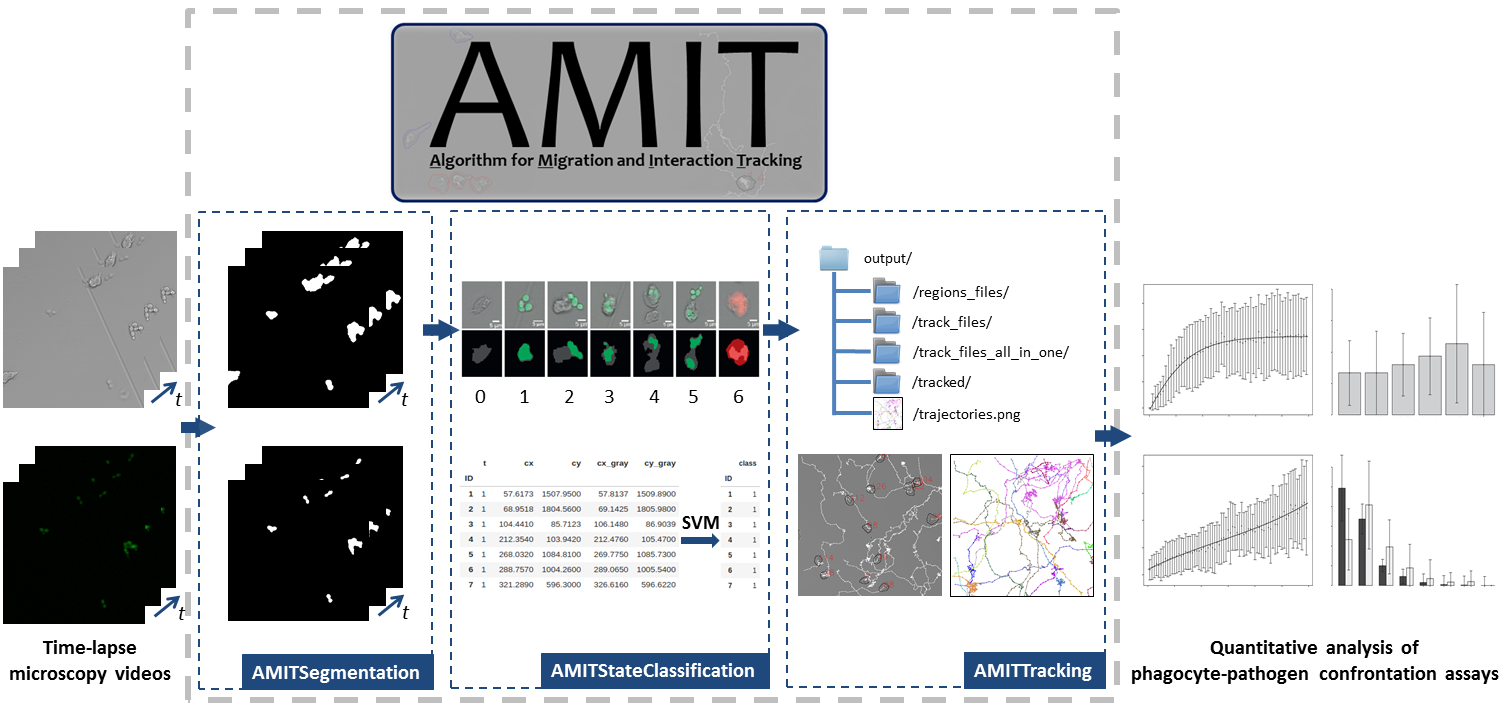 AMIT
Algorithm for Migration and Interaction Tracking
t
t
Time-lapse
microscopy videos
t
t
AMITSegmentation
5 µm 5 µm 5 µm 5 µm 5 µm 5 µm 5 µm
0 1 2 3 4 5 6
t cx cy cx_gray cy_gray
ID
1 1 57.6173 1507.9500 57.8137 1509.8900
2 1 68.9518 1804.5600 69.1425 1805.9800
3 1 104.4410 85.7123 106.1480 86.9039
4 1 212.3540 103.9420 212.4760 105.4700
5 1 268.0320 1084.8100 269.7750 1085.7300
6 1 288.7570 1004.2600 289.0650 1005.5400
7 1 321.2890 596.3000 326.6160 596.6220
SVM
class
ID
1 1
2 1
3 1
4 1
5 1
6 1
7 1
AMITStateClassification
output/
/regions_files/
/track_files/
/track_files_all_in_one/
/tracked/
/trajectories.png
AMITTracking
Quantitative analysis of
phagocyte-pathogen confrontation assays